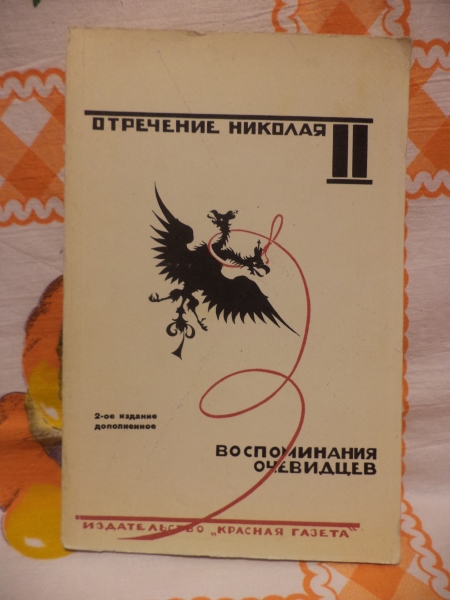 ОТРЕЧЕНИЕ НИКОЛАЯ II
2-ое издание
дополненное
ВОСПОМИНАНИЯ
ОЧЕВИДЦЕВ
ИЗДАТЕЛЬСТВО „КРАСНАЯ ГАЗЕТА"